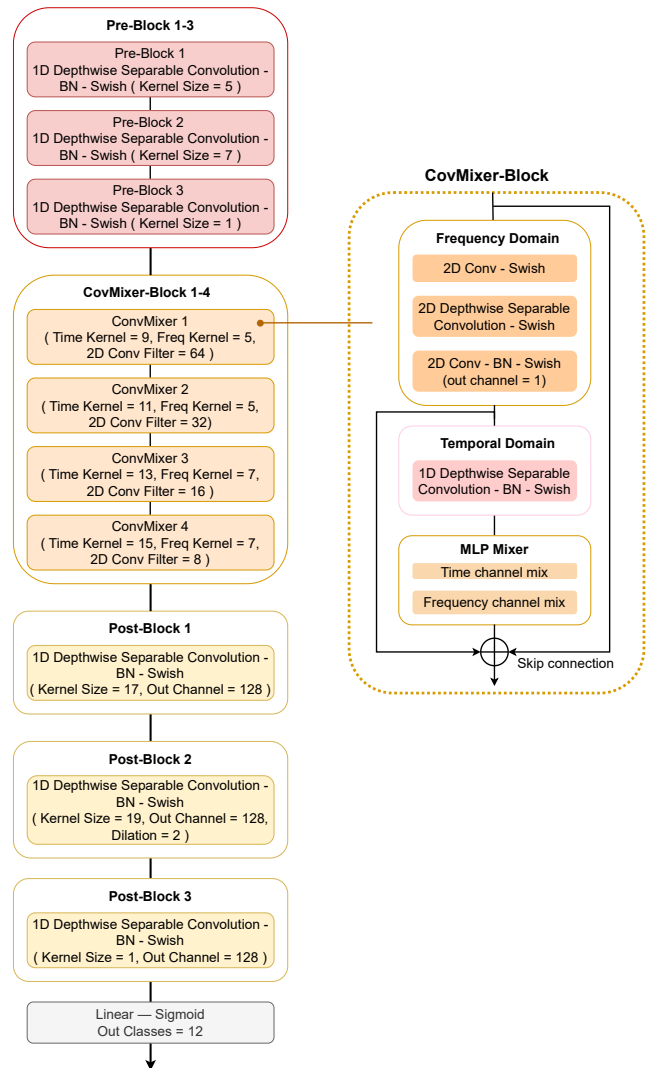 Pre-Block 1-3
Pre-Block 1
1D Depthwise Separable Convolution -
BN - Swish ( Kernel Size = 5 )
Pre-Block 2
1D Depthwise Separable Convolution -
BN - Swish ( Kernel Size = 7 )
Pre-Block 3
1D Depthwise Separable Convolution -
BN - Swish ( Kernel Size = 1 )
CovMixer-Block 1-4
ConvMixer 1
( Time Kernel = 9, Freq Kernel = 5,
2D Conv Filter = 64 )
ConvMixer 2
( Time Kernel = 11, Freq Kernel = 5,
2D Conv Filter = 32)
ConvMixer 3
( Time Kernel = 13, Freq Kernel = 7,
2D Conv Filter = 16 )
ConvMixer 4
( Time Kernel = 15, Freq Kernel = 7,
2D Conv Filter = 8 )
Post-Block 1
1D Depthwise Separable Convolution -
BN - Swish
( Kernel Size = 17, Out Channel = 128 )
Post-Block 2
1D Depthwise Separable Convolution -
BN - Swish
( Kernel Size = 19, Out Channel = 128,
Dilation = 2 )
Post-Block 3
1D Depthwise Separable Convolution -
BN - Swish
( Kernel Size = 1, Out Channel = 128 )
Linear — Sigmoid
Out Classes = 12
CovMixer-Block
Frequency Domain
2D Conv - Swish
2D Depthwise Separable
Convolution - Swish
2D Conv - BN - Swish
(out channel = 1)
Temporal Domain
1D Depthwise Separable
Convolution - BN - Swish
MLP Mixer
Time channel mix
Frequency channel mix
Skip connection